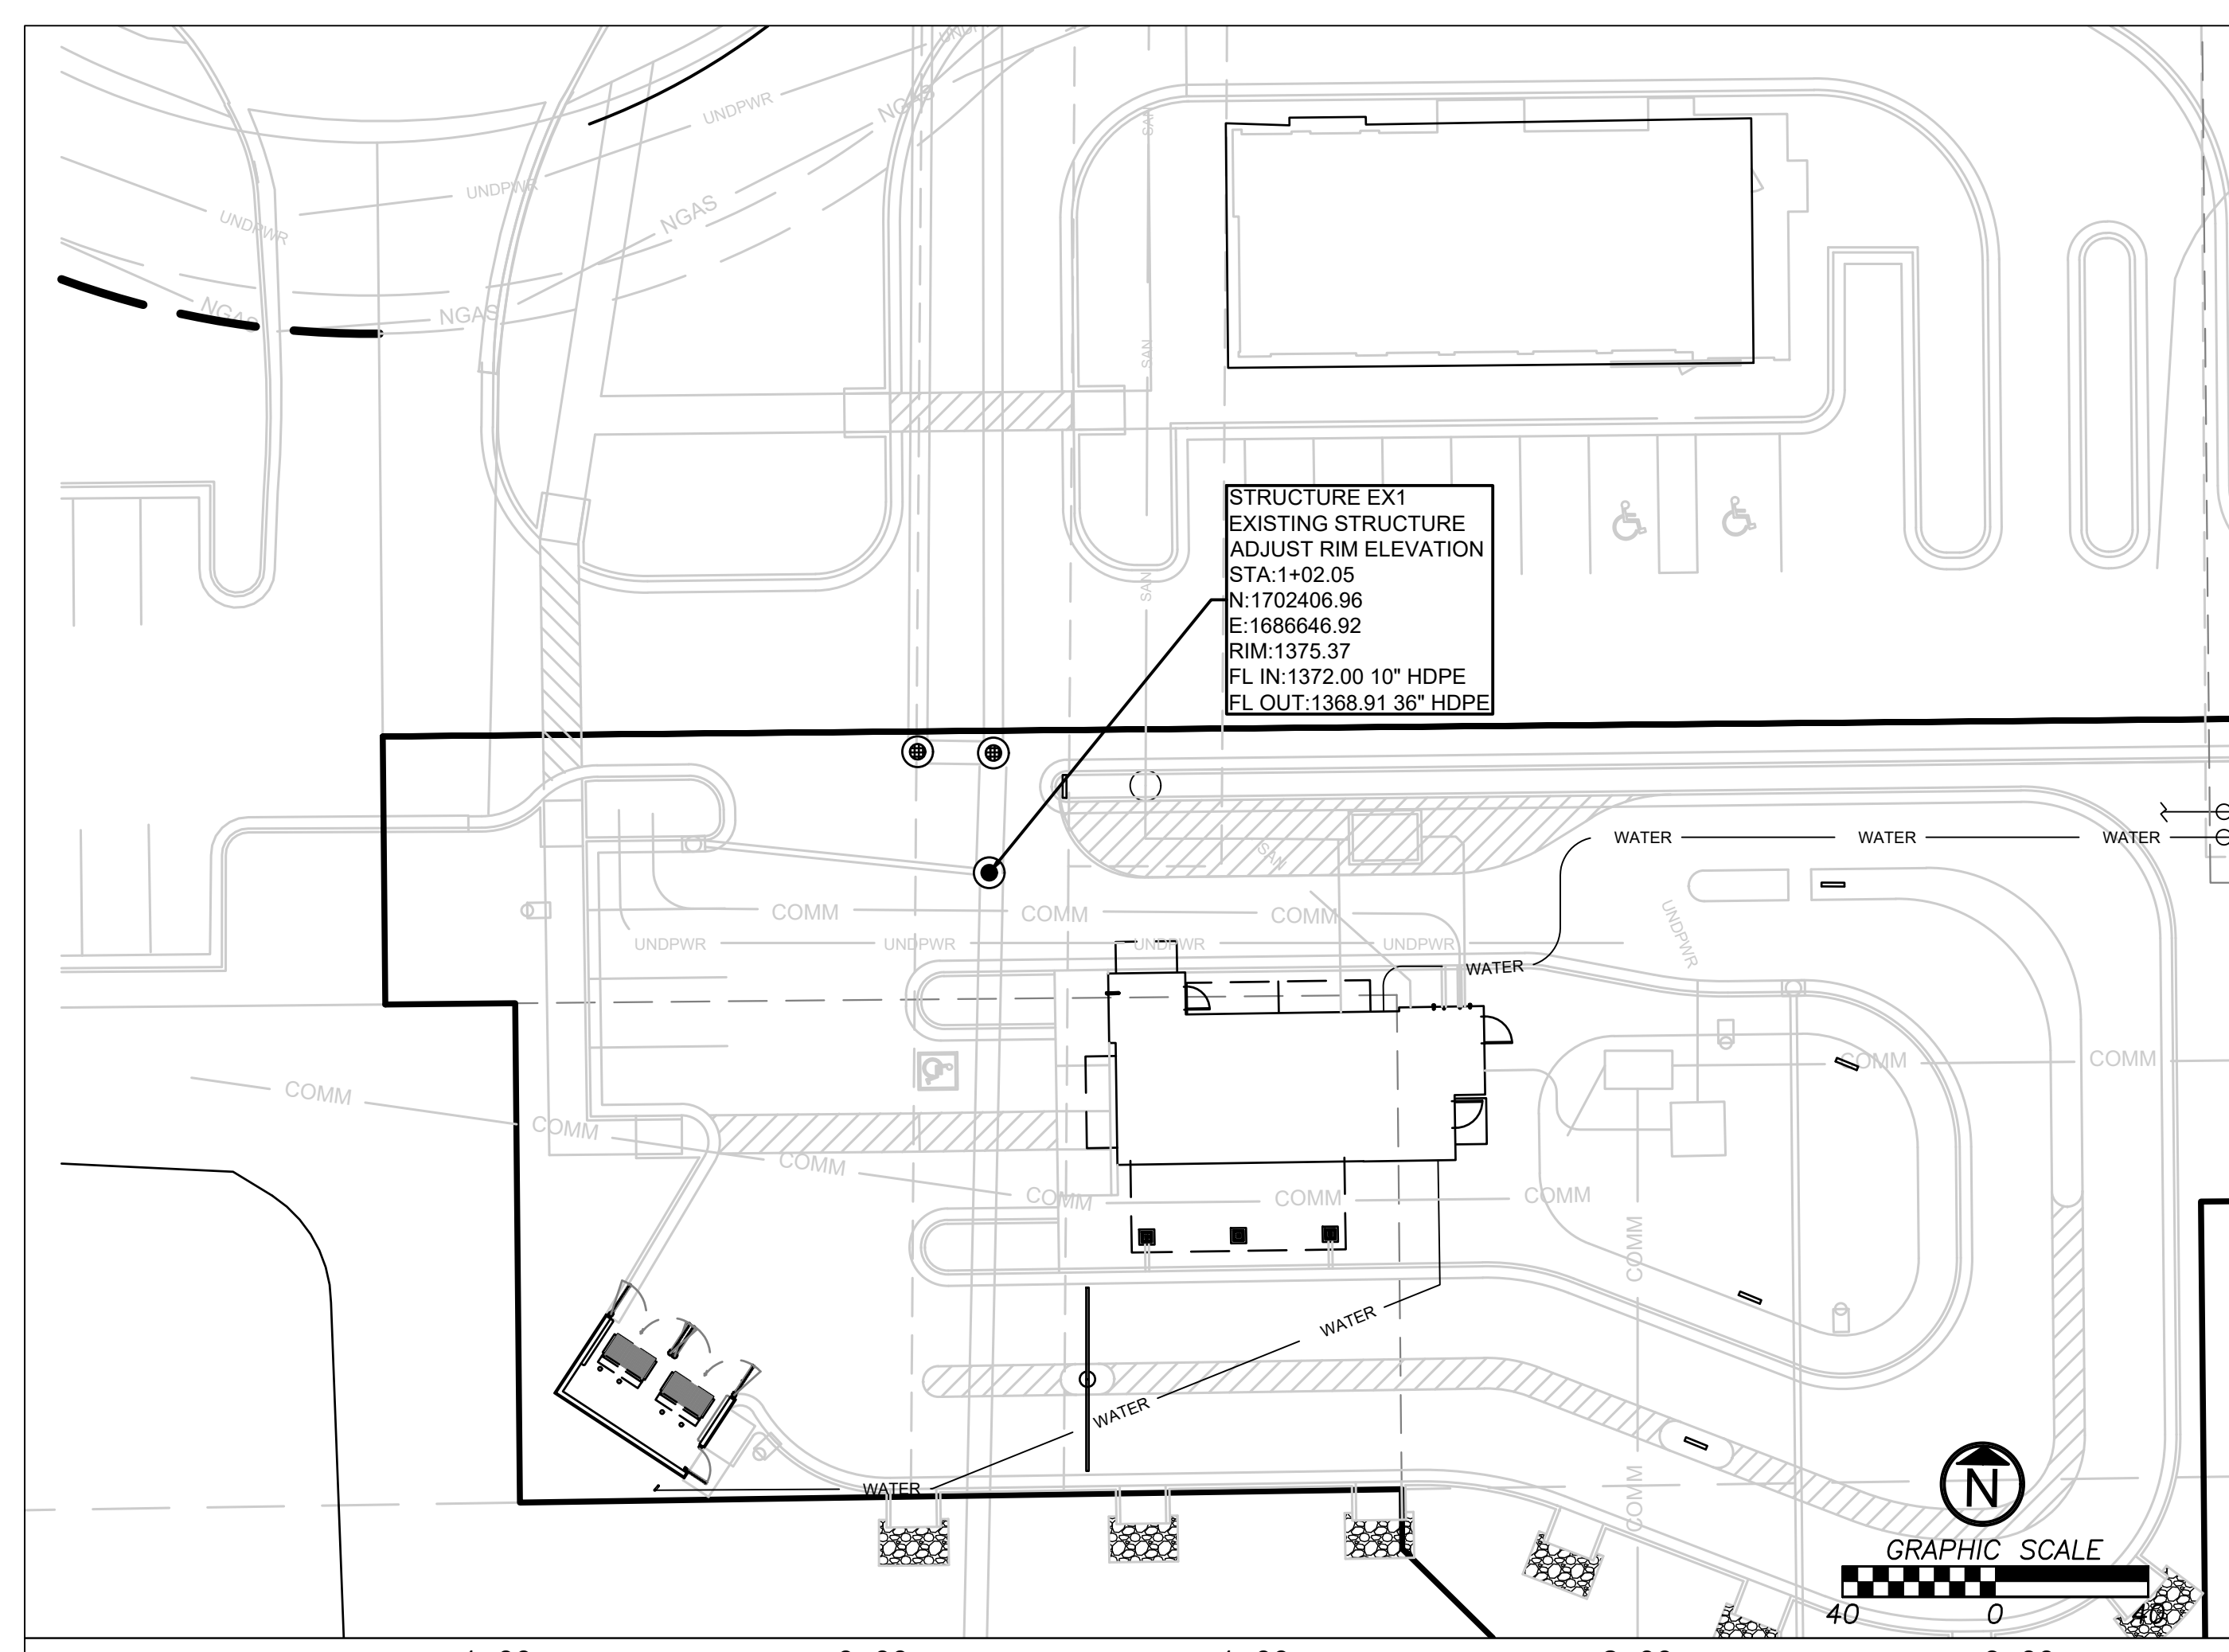 UNDPWR
NGAS
UNDPWR
SAN
UNDPWR
NGAS
UNDPWR
NGAS
NGAS
SAN
STRUCTURE EX1
EXISTING STRUCTURE
ADJUST RIM ELEVATION
STA:1+02.05
N:1702406.96
E:1686646.92
RIM:1375.37
FL IN:1372.00 10" HDPE
FL OUT:1368.91 36" HDPE
SAN
WATER WATER WATER
SAN
COMM COMM COMM
UNDPWR UNDPWR UNDPWR UNDPWR
UNDPWR
WATER
COMM COMM
COMM
COMM
COMM
COMM COMM COMM
COMM
WATER
WATER
WATER
COMM
N
GRAPHIC SCALE
40 0 40